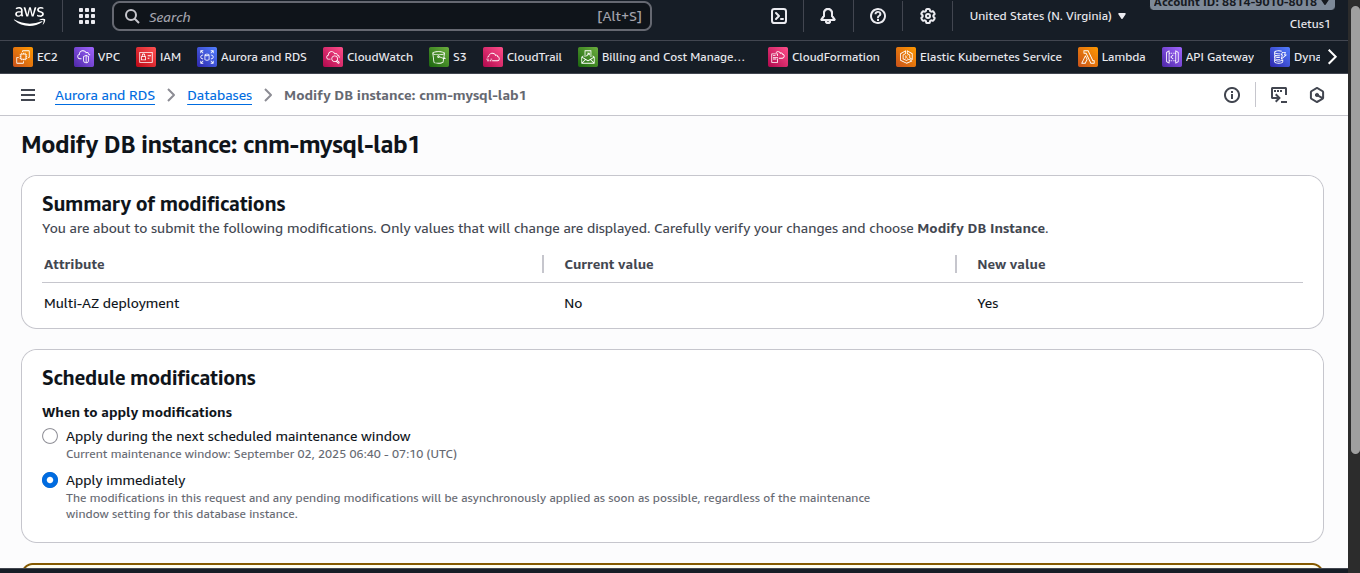 aws
Search [Alt+S]
United States (N. Virginia)
Account ID: 8814-9010-8018
Cletus1
EC2 VPC IAM Aurora and RDS CloudWatch S3 CloudTrail Billing and Cost Manage... CloudFormation Elastic Kubernetes Service Lambda API Gateway Dyna
Aurora and RDS Databases Modify DB instance: cnm-mysql-lab1
Modify DB instance: cnm-mysql-lab1
Summary of modifications
You are about to submit the following modifications. Only values that will change are displayed. Carefully verify your changes and choose Modify DB Instance.
Attribute Current value New value
Multi-AZ deployment No Yes
Schedule modifications
When to apply modifications
Apply during the next scheduled maintenance window
Current maintenance window: September 02, 2025 06:40 - 07:10 (UTC)
Apply immediately
The modifications in this request and any pending modifications will be asynchronously applied as soon as possible, regardless of the maintenance
window setting for this database instance.